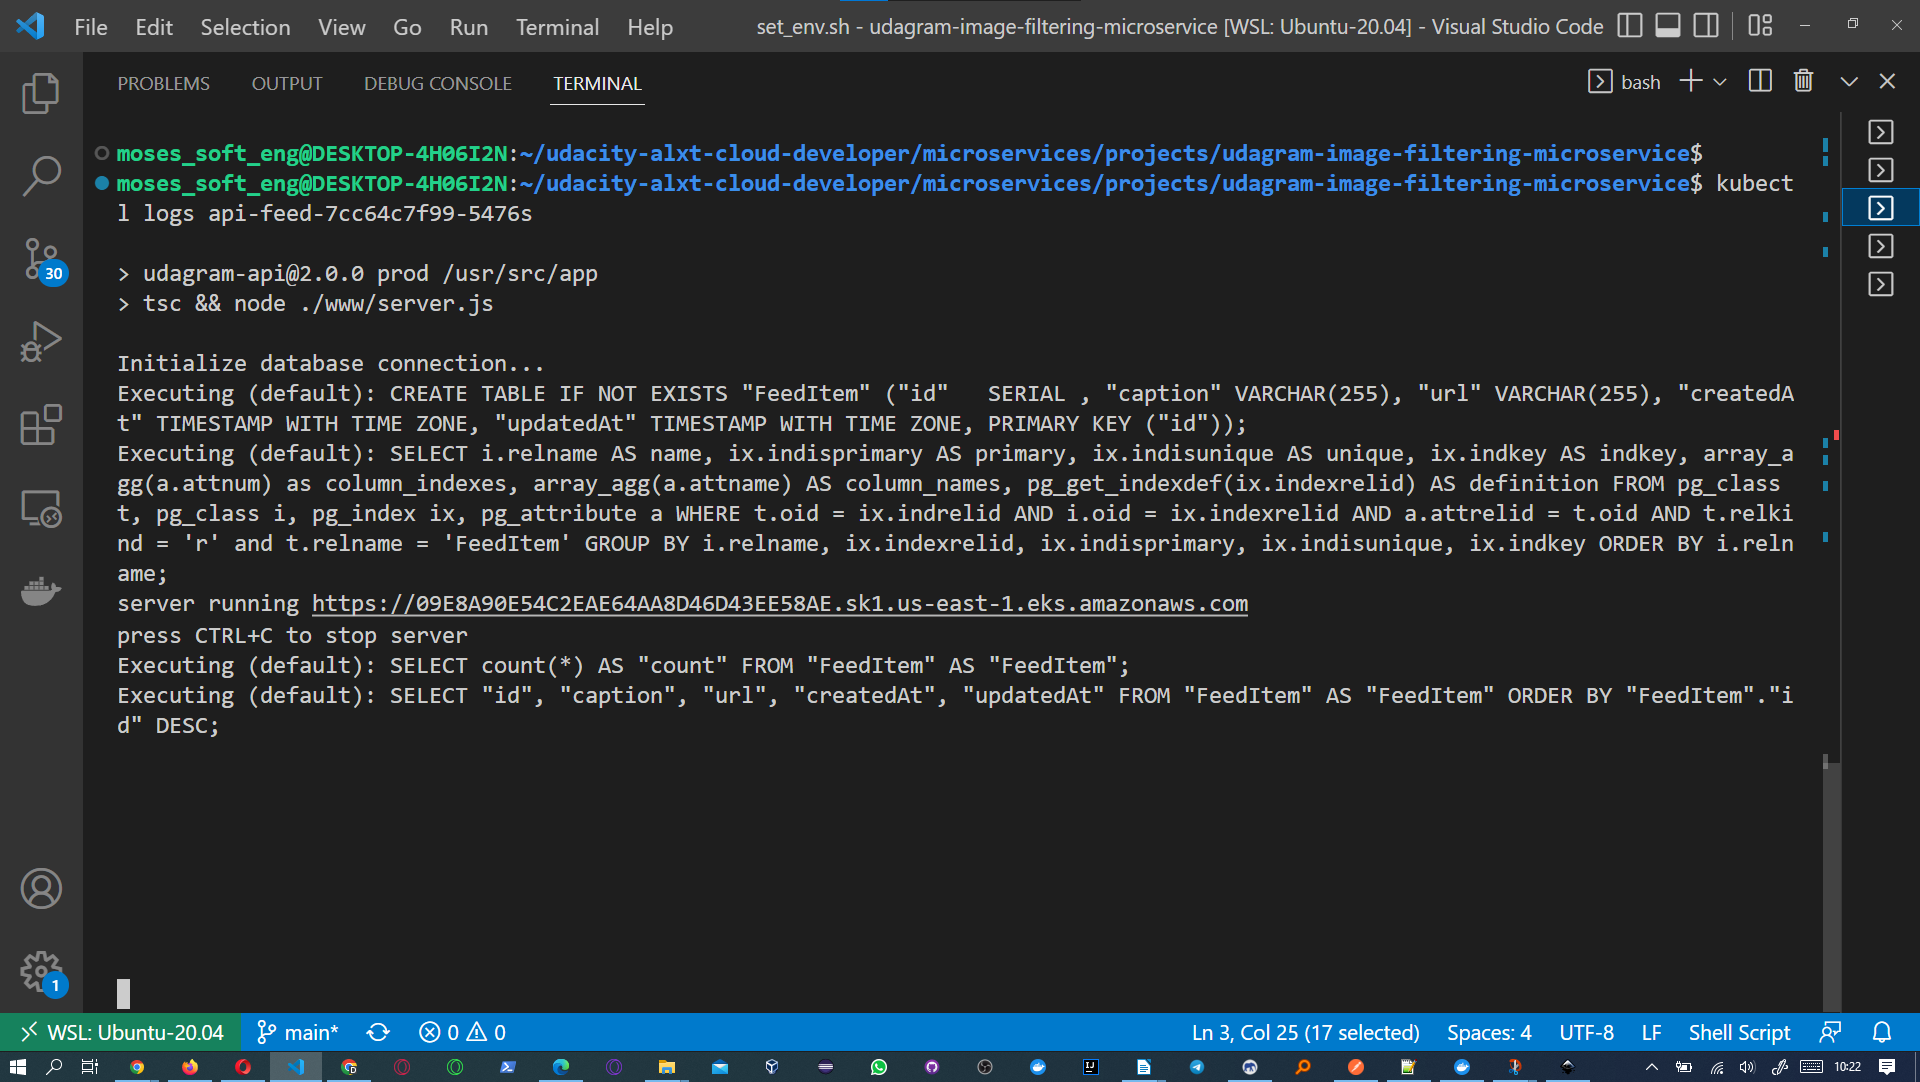 File Edit Selection View Go Run Terminal Help
set_env.sh - udagram-image-filtering-microservice [WSL: Ubuntu-20.04] - Visual Studio Code
PROBLEMS OUTPUT DEBUG CONSOLE TERMINAL
bash
moses_soft_eng@DESKTOP-4H06I2N:~/udacity-alxt-cloud-developer/microservices/projects/udagram-image-filtering-microservice$
moses_soft_eng@DESKTOP-4H06I2N:~/udacity-alxt-cloud-developer/microservices/projects/udagram-image-filtering-microservice$ kubect
l logs api-feed-7cc64c7f99-5476s
> udagram-api@2.0.0 prod /usr/src/app
> tsc && node ./www/server.js
Initialize database connection...
Executing (default): CREATE TABLE IF NOT EXISTS "FeedItem" ("id"   SERIAL , "caption" VARCHAR(255), "url" VARCHAR(255), "createdA
t" TIMESTAMP WITH TIME ZONE, "updatedAt" TIMESTAMP WITH TIME ZONE, PRIMARY KEY ("id"));
Executing (default): SELECT i.relname AS name, ix.indisprimary AS primary, ix.indisunique AS unique, ix.indkey AS indkey, array_a
gg(a.attnum) as column_indexes, array_agg(a.attname) AS column_names, pg_get_indexdef(ix.indexrelid) AS definition FROM pg_class
t, pg_class i, pg_index ix, pg_attribute a WHERE t.oid = ix.indrelid AND i.oid = ix.indexrelid AND a.attrelid = t.oid AND t.relki
nd = 'r' and t.relname = 'FeedItem' GROUP BY i.relname, ix.indexrelid, ix.indisprimary, ix.indisunique, ix.indkey ORDER BY i.reln
ame;
server running https://09E8A90E54C2EAE64AA8D46D43EE58AE.sk1.us-east-1.eks.amazonaws.com
press CTRL+C to stop server
Executing (default): SELECT count(*) AS "count" FROM "FeedItem" AS "FeedItem";
Executing (default): SELECT "id", "caption", "url", "createdAt", "updatedAt" FROM "FeedItem" AS "FeedItem" ORDER BY "FeedItem"."i
d" DESC;
30
1
WSL: Ubuntu-20.04 main* 0 0 Ln 3, Col 25 (17 selected) Spaces: 4 UTF-8 LF Shell Script
10:22